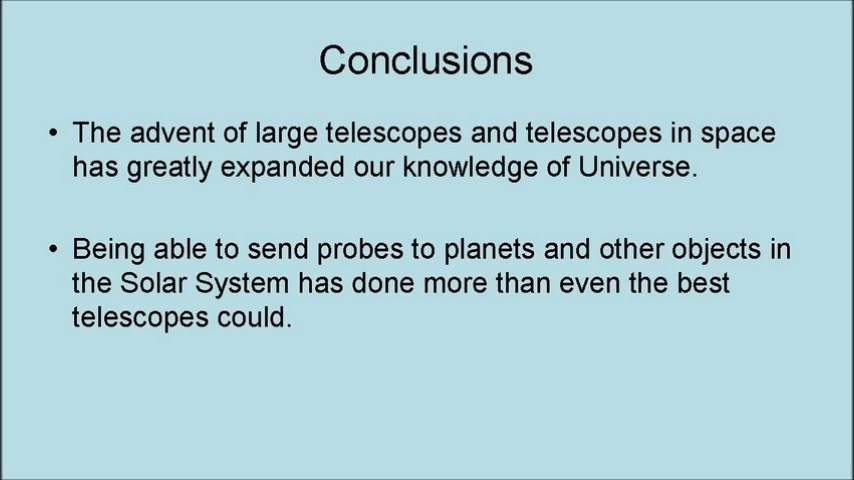 Conclusions
• The advent of large telescopes and telescopes in space
has greatly expanded our knowledge of Universe.
• Being able to send probes to planets and other objects in
the Solar System has done more than even the best
telescopes could.